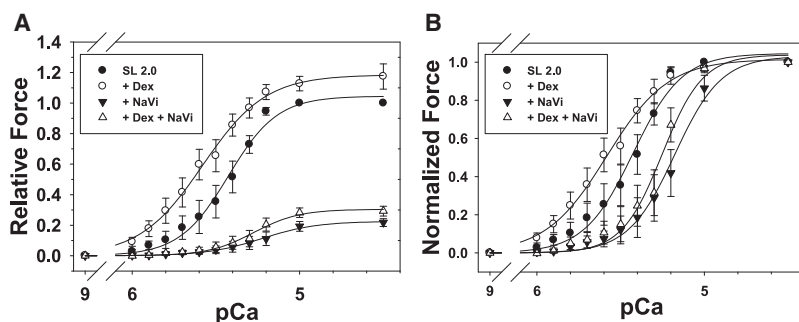 A
Relative Force
1.4
1.2
1.0
0.8
0.6
0.4
0.2
0.0
SL 2.0
+ Dex
+ NaVi
+ Dex + NaVi
9
6
5
pCa
B
Normalized Force
1.0
0.8
0.6
0.4
0.2
0.0
SL 2.0
+ Dex
+ NaVi
+ Dex + NaVi
9
6
5
pCa